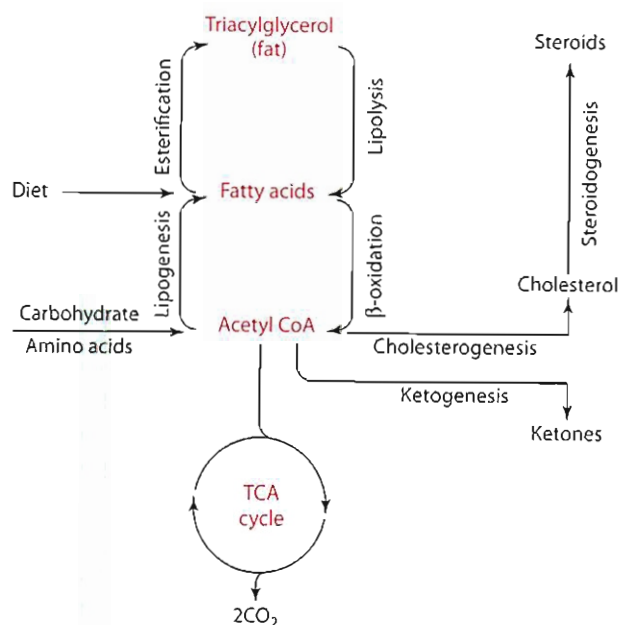 Triacylglycerol
(fat)
Steroids
Esterification
Lipolysis
Steroidogenesis
Diet
Fatty acids
Lipogenesis
β-oxidation
Cholesterol
Carbohydrate
Amino acids
Acetyl CoA
Cholesterogenesis
Ketogenesis
Ketones
TCA
cycle
2CO₂